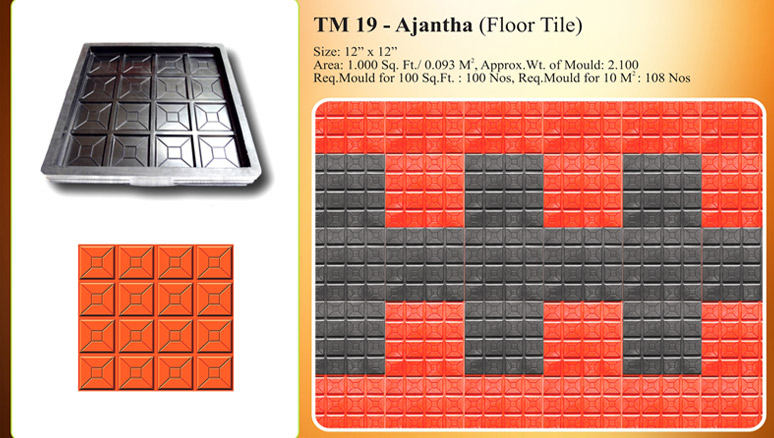 TM 19 - Ajantha (Floor Tile)
Size: 12” x 12”
Area: 1.000 Sq. Ft./ 0.093 M², Approx.Wt. of Mould: 2.100
Req.Mould for 100 Sq.Ft. : 100 Nos, Req.Mould for 10 M² : 108 Nos